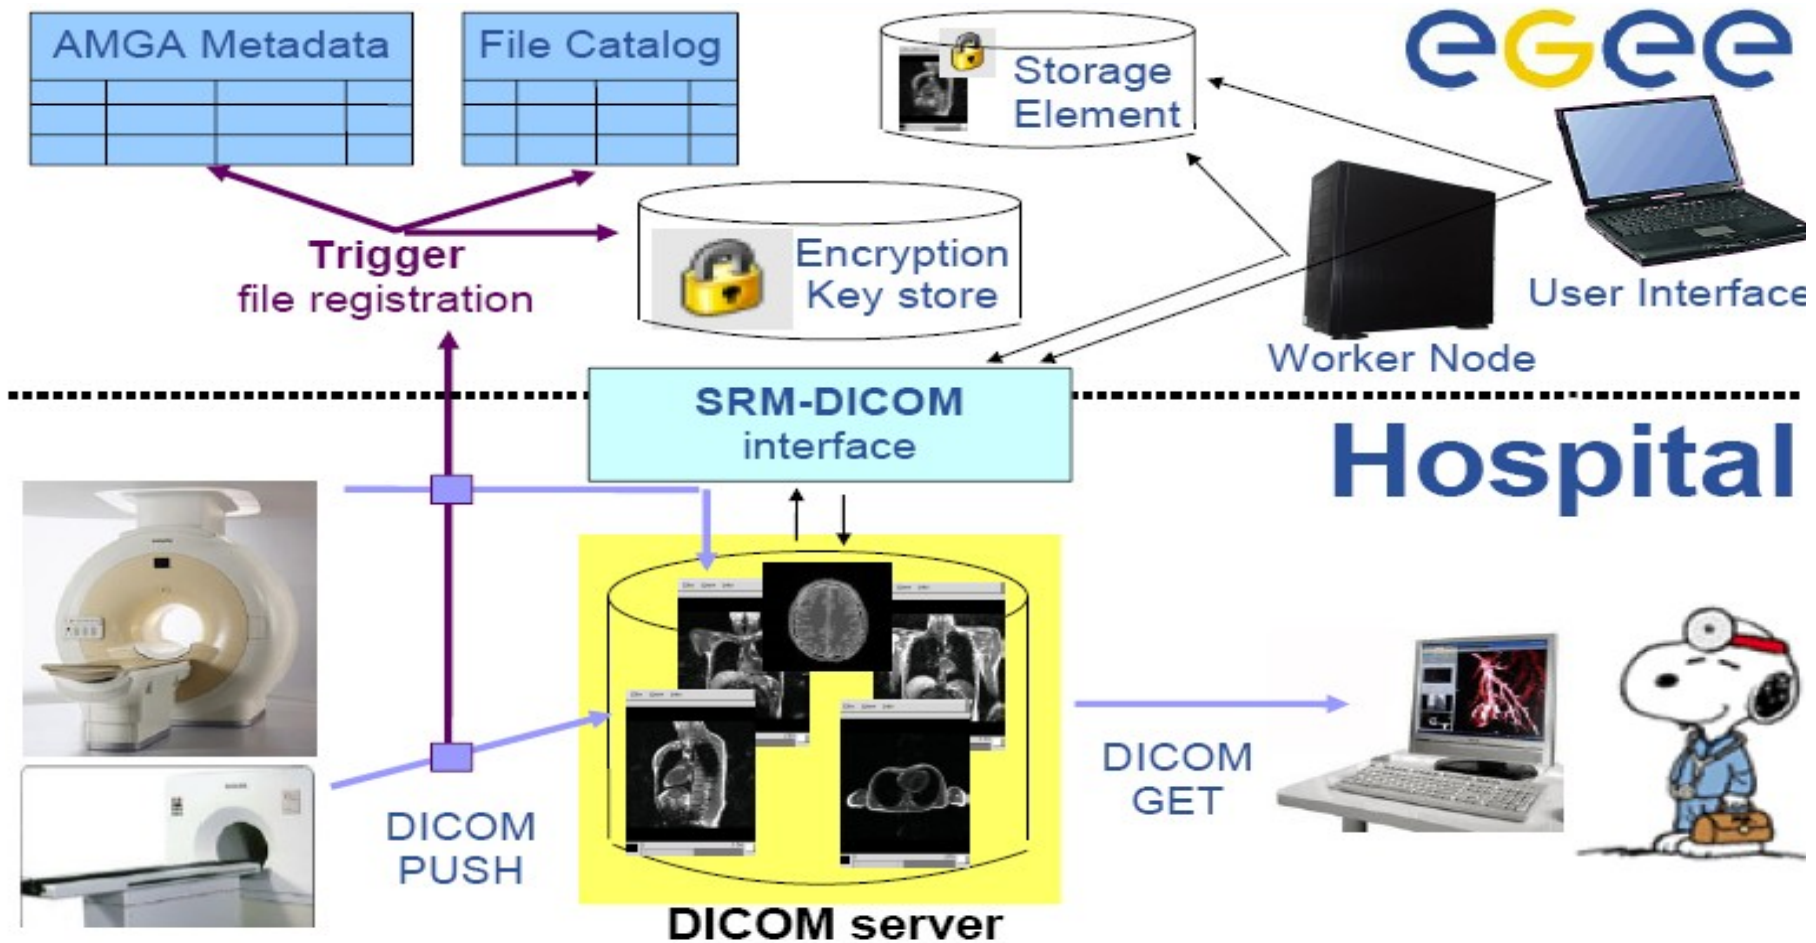 AMGA Metadata
File Catalog
Storage
Element
eGee
Encryption
Key store
Trigger
file registration
User Interface
Worker Node
SRM-DICOM
interface
Hospital
DICOM
PUSH
DICOM
GET
DICOM server